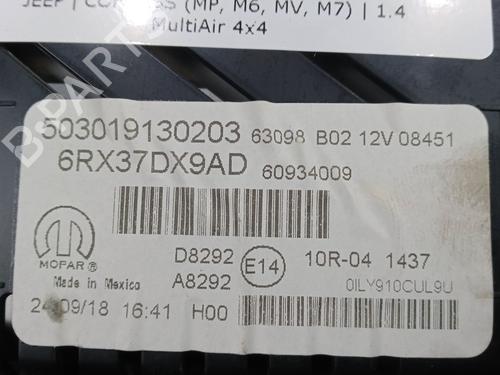 JEEP | COMPASS (MP, M6, MV, M7) | 1.4
MultiAir 4x4
503019130203 63098 B02 12V 08451
6RX37DX9AD 60934009
MOPAR®
Made in Mexico
D8292
A8292
E14
10R-04 1437
0ILY910CUL9U
24/09/18 16:41 H00